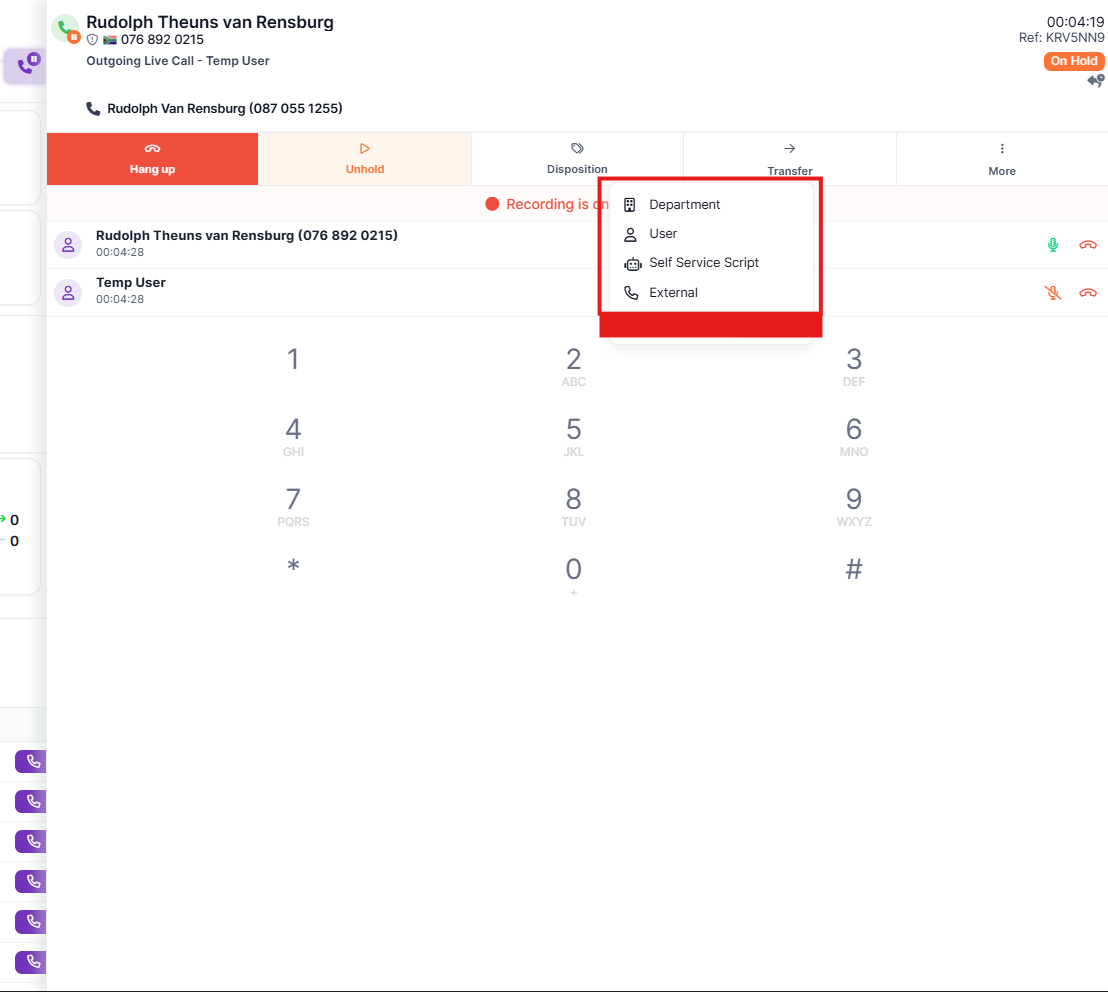 Rudolph Theuns van Rensburg
076 892 0215
Outgoing Live Call - Temp User
00:04:19
Ref: KRV5NN9
On Hold
Rudolph Van Rensburg (087 055 1255)
Hang up
Unhold
Disposition
Transfer
More
Recording is on
Department
User
Self Service Script
External
Rudolph Theuns van Rensburg (076 892 0215)
00:04:28
Temp User
00:04:28
1
2
ABC
3
DEF
4
GHI
5
JKL
6
MNO
7
PQRS
8
TUV
9
WXYZ
*
0
+
#
0
0